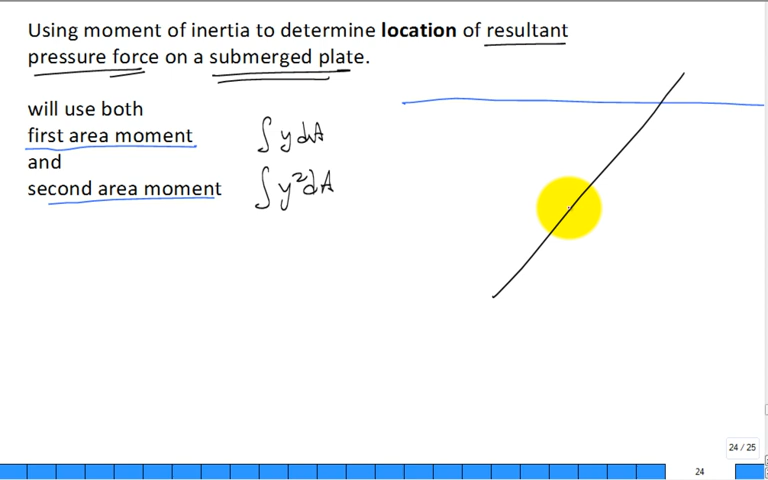 Using moment of inertia to determine location of resultant
pressure force on a submerged plate.
will use both
first area moment
∫ y dA
and
second area moment
∫ y² dA
24 / 25
24